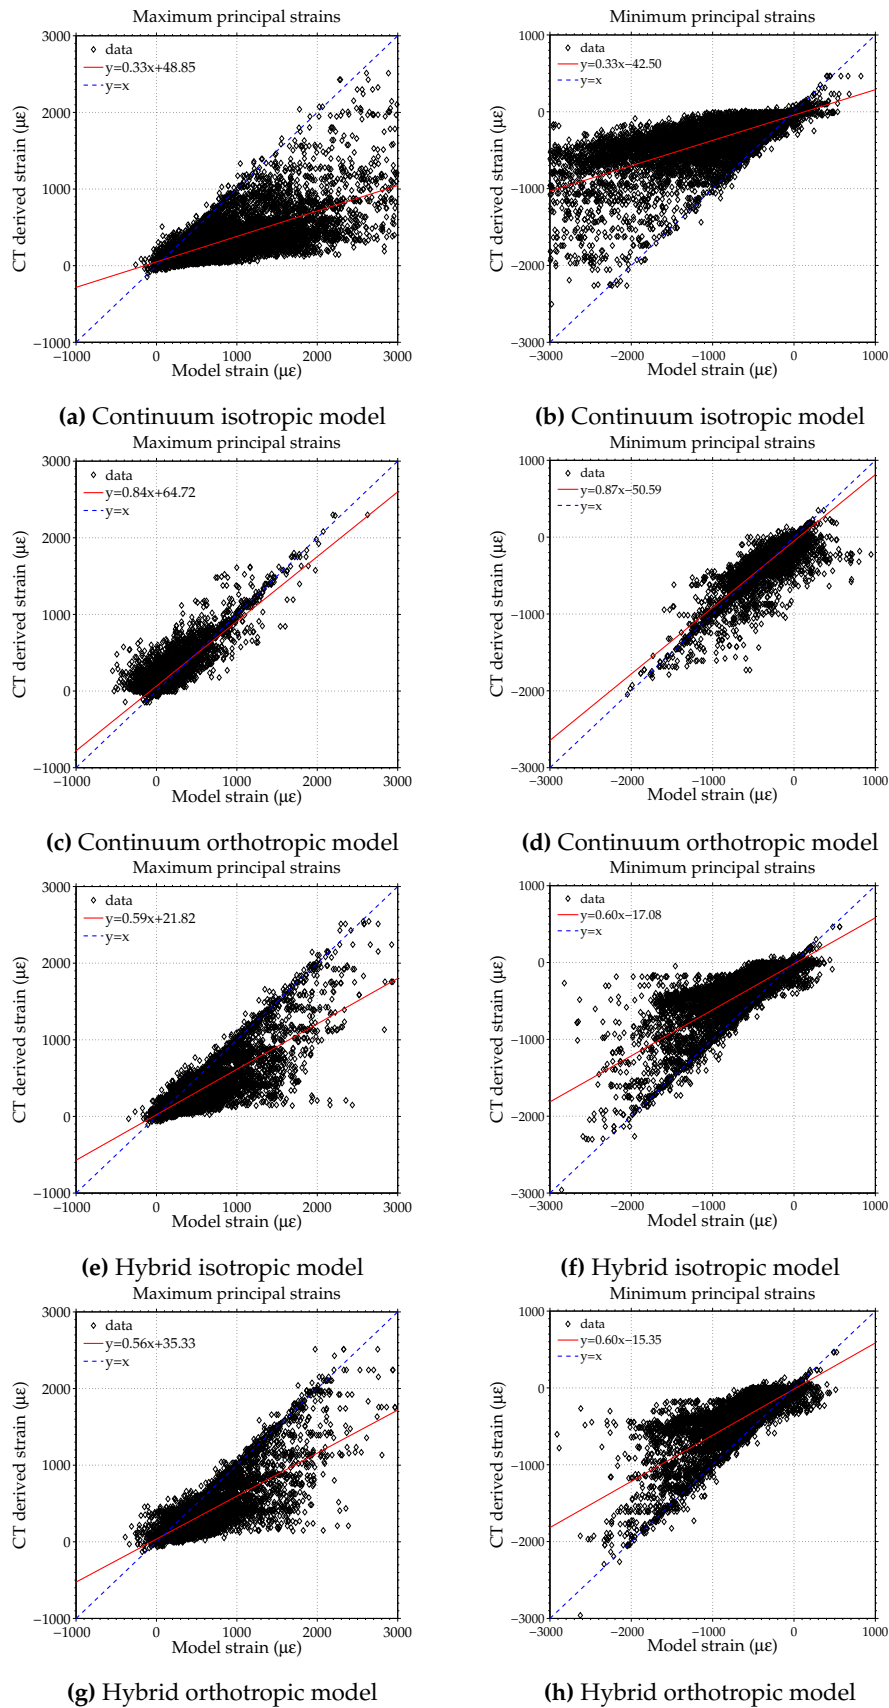 Maximum principal strains
3000
2000
1000
0
−1000
−1000 0 1000 2000 3000
CT derived strain (με)
Model strain (με)
data
y=0.33x+48.85
y=x
(a) Continuum isotropic model
Minimum principal strains
1000
0
−1000
−2000
−3000
−3000 −2000 −1000 0 1000
CT derived strain (με)
Model strain (με)
data
y=0.33x−42.50
y=x
(b) Continuum isotropic model
Maximum principal strains
3000
2000
1000
0
−1000
−1000 0 1000 2000 3000
CT derived strain (με)
Model strain (με)
data
y=0.84x+64.72
y=x
(c) Continuum orthotropic model
Minimum principal strains
1000
0
−1000
−2000
−3000
−3000 −2000 −1000 0 1000
CT derived strain (με)
Model strain (με)
data
y=0.87x−50.59
y=x
(d) Continuum orthotropic model
Maximum principal strains
3000
2000
1000
0
−1000
−1000 0 1000 2000 3000
CT derived strain (με)
Model strain (με)
data
y=0.59x+21.82
y=x
(e) Hybrid isotropic model
Minimum principal strains
1000
0
−1000
−2000
−3000
−3000 −2000 −1000 0 1000
CT derived strain (με)
Model strain (με)
data
y=0.60x−17.08
y=x
(f) Hybrid isotropic model
Maximum principal strains
3000
2000
1000
0
−1000
−1000 0 1000 2000 3000
CT derived strain (με)
Model strain (με)
data
y=0.56x+35.33
y=x
(g) Hybrid orthotropic model
Minimum principal strains
1000
0
−1000
−2000
−3000
−3000 −2000 −1000 0 1000
CT derived strain (με)
Model strain (με)
data
y=0.60x−15.35
y=x
(h) Hybrid orthotropic model